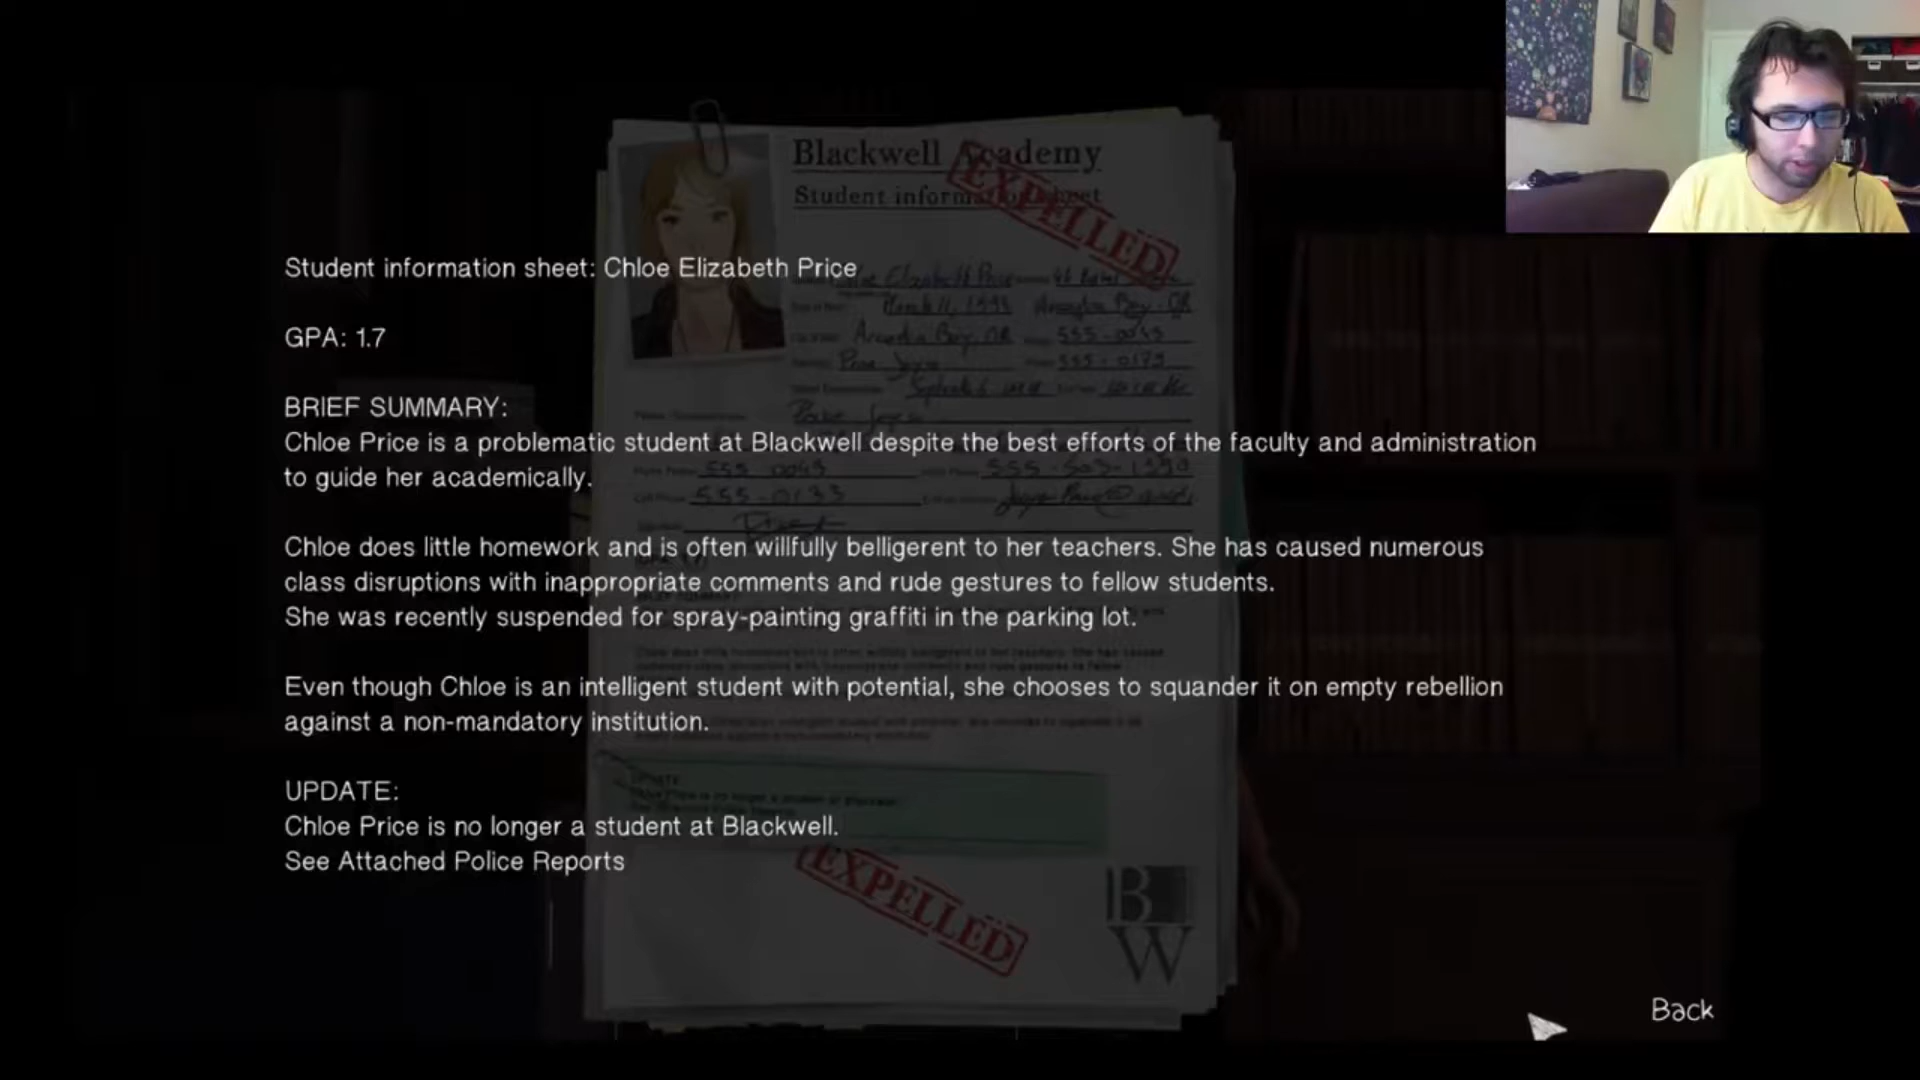 Blackwell Academy
Student information sheet
EXPELLED
Student information sheet: Chloe Elizabeth Price
GPA: 1.7
BRIEF SUMMARY:
Chloe Price is a problematic student at Blackwell despite the best efforts of the faculty and administration
to guide her academically.
Chloe does little homework and is often willfully belligerent to her teachers. She has caused numerous
class disruptions with inappropriate comments and rude gestures to fellow students.
She was recently suspended for spray-painting graffiti in the parking lot.
Even though Chloe is an intelligent student with potential, she chooses to squander it on empty rebellion
against a non-mandatory institution.
UPDATE:
Chloe Price is no longer a student at Blackwell.
See Attached Police Reports
EXPELLED
B
W
Back